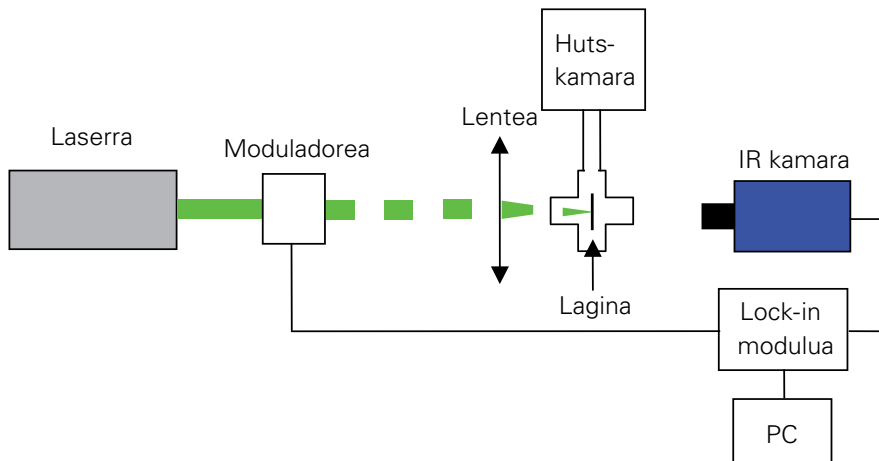 Huts-
kamara
Lentea
Laserra
Moduladorea
IR kamara
Lagina
Lock-in
modulua
PC